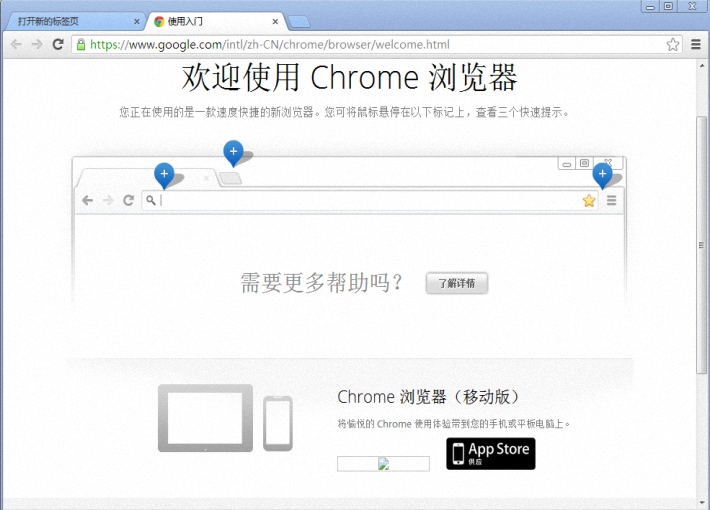 打开新的标签页
使用入门
https://www.google.com/intl/zh-CN/chrome/browser/welcome.html
欢迎使用 Chrome 浏览器
您正在使用的是一款速度快捷的新浏览器。您可将鼠标悬停在以下标记上，查看三个快速提示。
需要更多帮助吗？
了解详情
Chrome 浏览器（移动版）
将愉悦的 Chrome 使用体验带到您的手机或平板电脑上。
App Store
供应